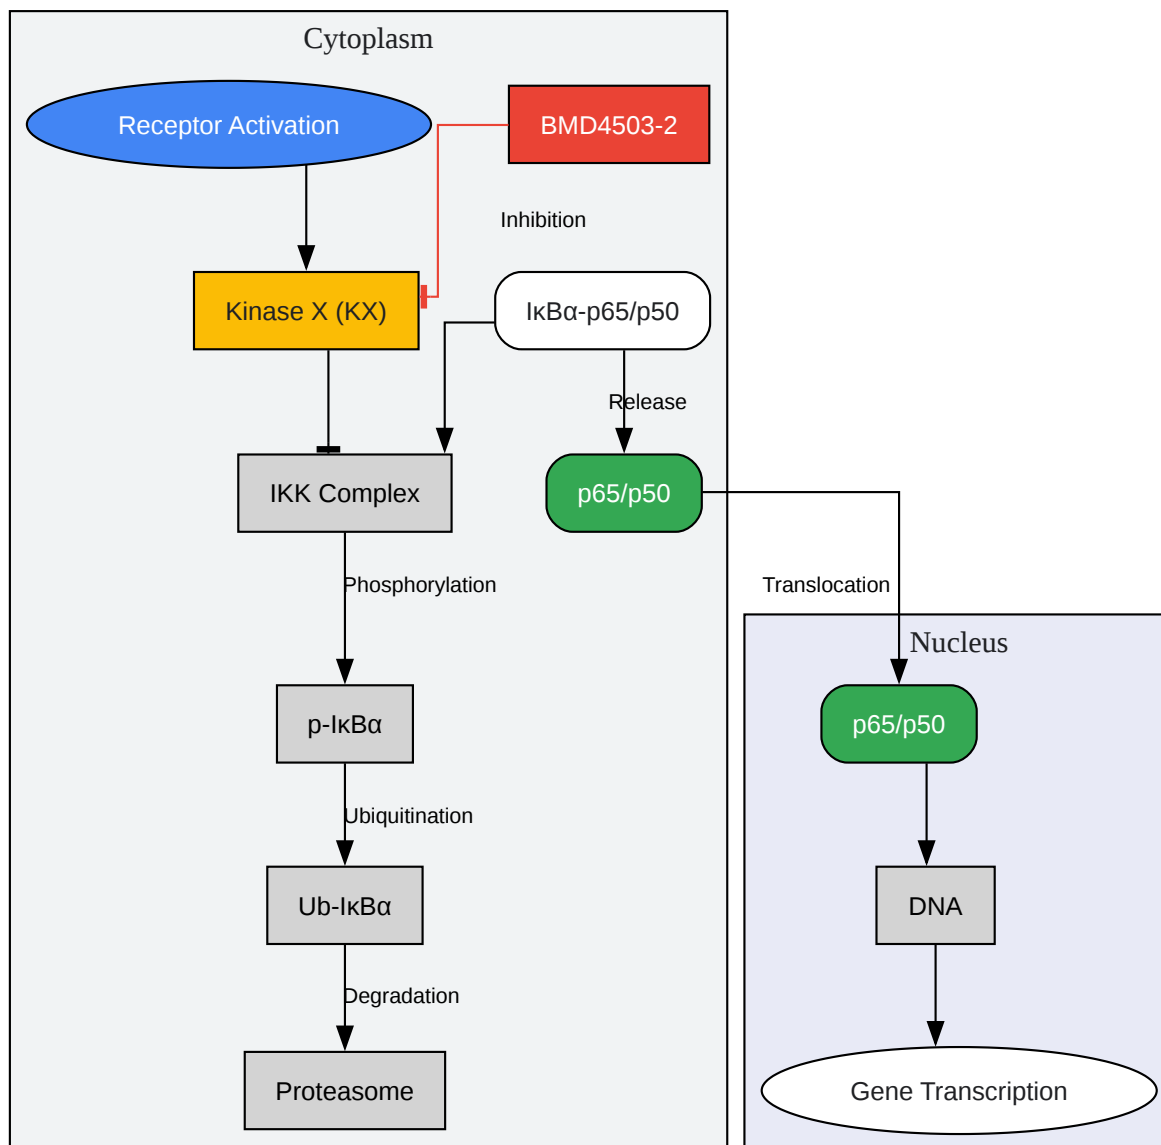 Cytoplasm
Receptor Activation
BMD4503-2
Inhibition
Kinase X (KX)
IκBα-p65/p50
Release
IKK Complex
p65/p50
Phosphorylation
Translocation
Nucleus
p-IκBα
p65/p50
Ubiquitination
Ub-IκBα
DNA
Degradation
Proteasome
Gene Transcription